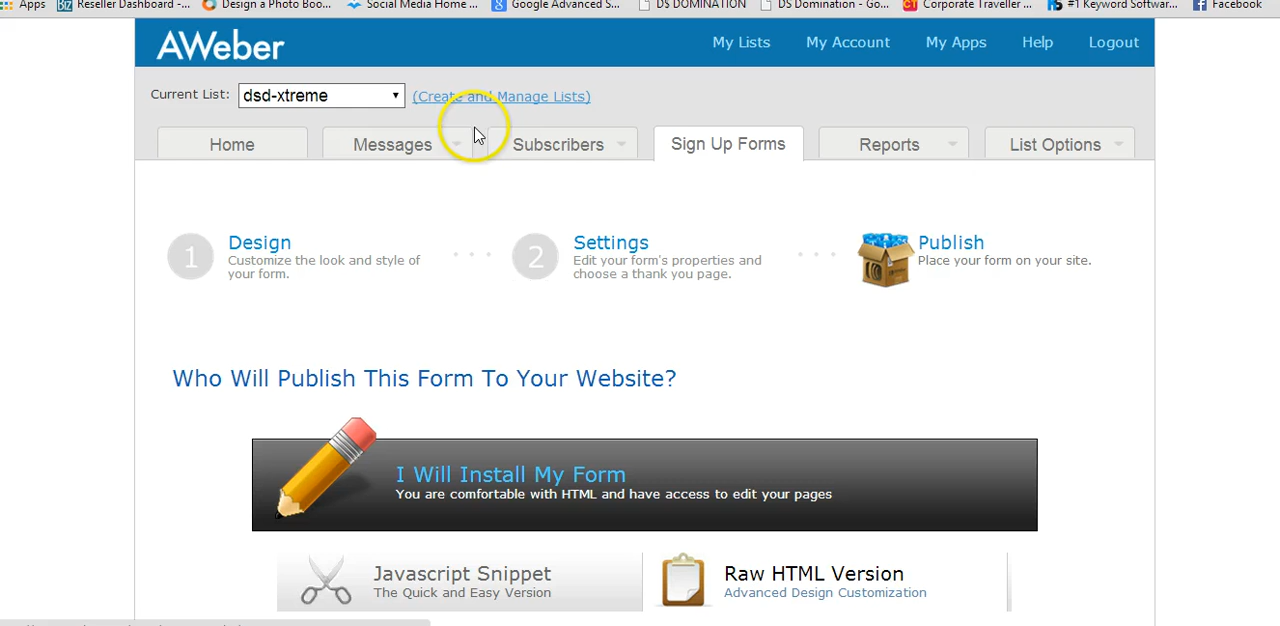 Apps Reseller Dashboard -... Design a Photo Boo... Social Media Home ... Google Advanced S... DS DOMINATION DS Domination - Go... Corporate Traveller ... #1 Keyword Softwar... Facebook
AWeber My Lists My Account My Apps Help Logout
Current List: dsd-xtreme (Create and Manage Lists)
Home Messages Subscribers Sign Up Forms Reports List Options
1 Design 2 Settings Publish
Customize the look and style of Edit your form's properties and Place your form on your site.
your form. choose a thank you page.
Who Will Publish This Form To Your Website?
I Will Install My Form
You are comfortable with HTML and have access to edit your pages
Javascript Snippet Raw HTML Version
The Quick and Easy Version Advanced Design Customization